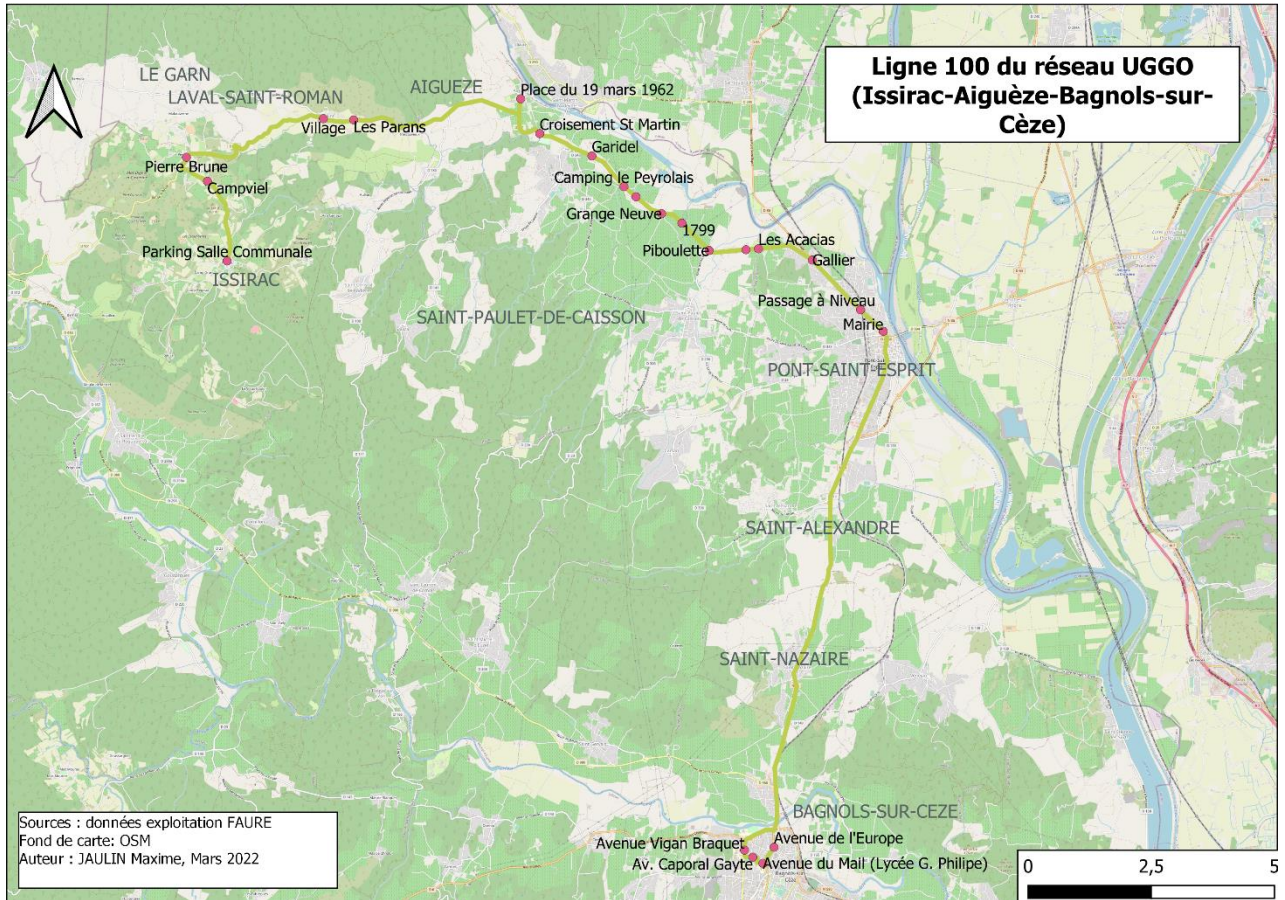 Ligne 100 du réseau UGGO
(Issirac-Aiguèze-Bagnols-sur-
Cèze)
LE GARN
LAVAL-SAINT-ROMAN
AIGUEZE
Place du 19 mars 1962
Village
Les Parans
Croisement St Martin
Garidel
Pierre Brune
Campviel
Camping le Peyrolais
Grange Neuve
1799
Parking Salle Communale
ISSIRAC
Piboulette
Les Acacias
Gallier
Passage à Niveau
Mairie
SAINT-PAULET-DE-CAISSON
PONT-SAINT-ESPRIT
SAINT-ALEXANDRE
SAINT-NAZAIRE
BAGNOLS-SUR-CEZE
Avenue Vigan Braquet
Avenue de l'Europe
Av. Caporal Gayte
Avenue du Mail (Lycée G. Philipe)
Sources : données exploitation FAURE
Fond de carte: OSM
Auteur : JAULIN Maxime, Mars 2022
0 2,5 5